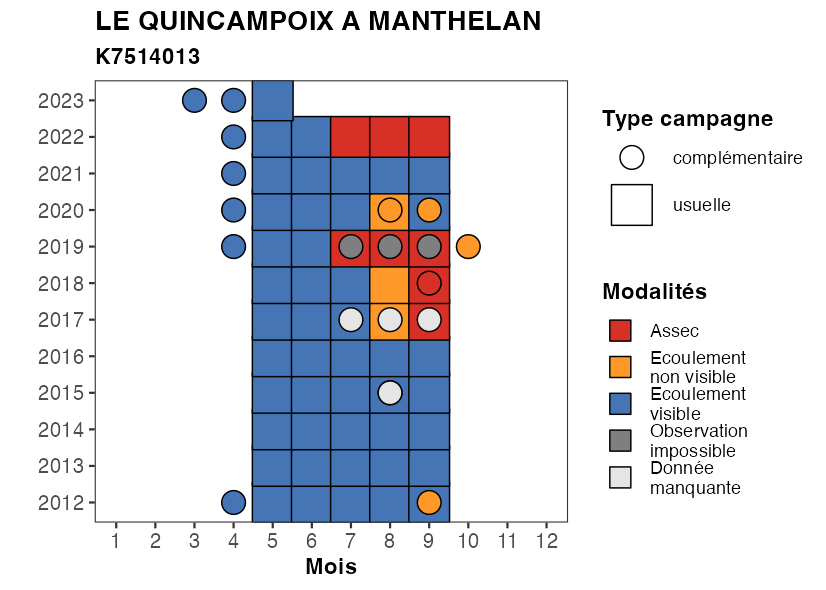 LE QUINCAMPOIX A MANTHELAN
K7514013
2023
2022
2021
2020
2019
2018
2017
2016
2015
2014
2013
2012
1 2 3 4 5 6 7 8 9 10 11 12
Mois
Type campagne
complémentaire
usuelle
Modalités
Assec
Ecoulement
non visible
Ecoulement
visible
Observation
impossible
Donnée
manquante